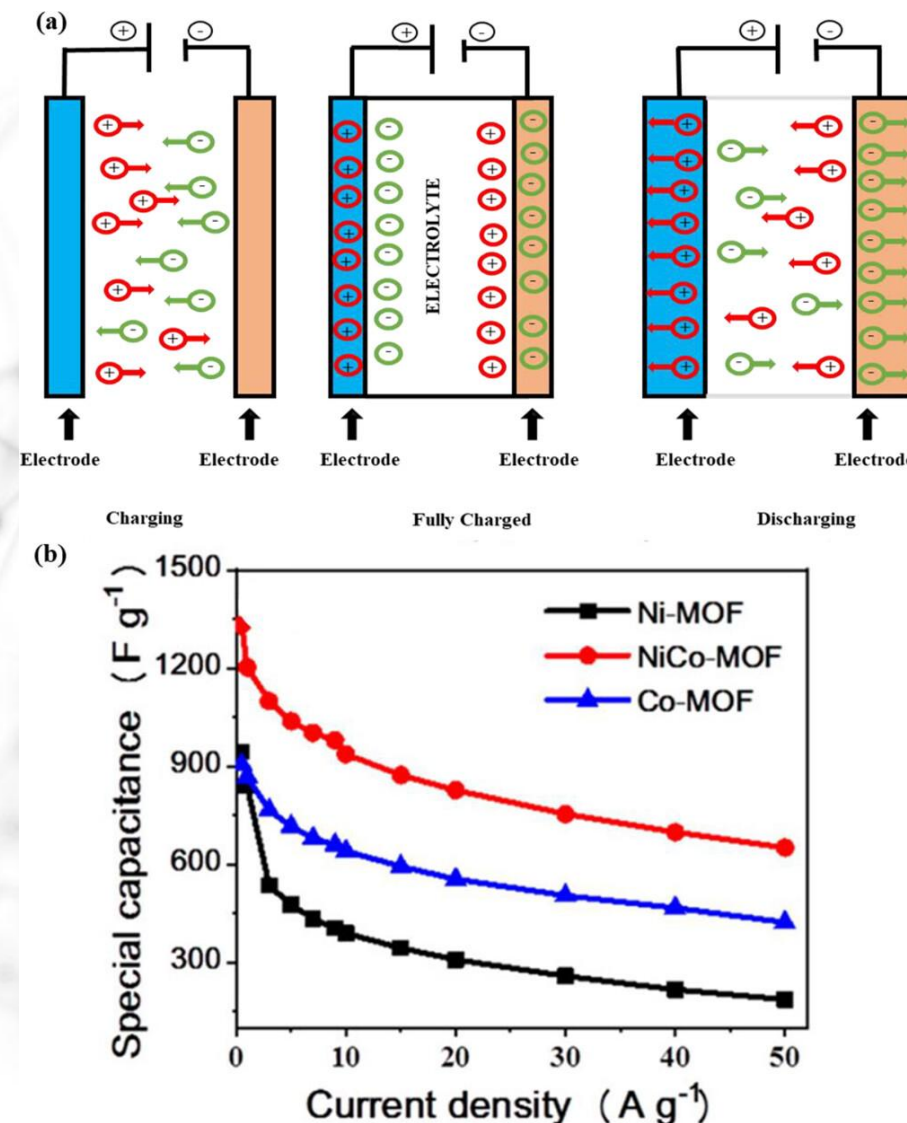 (a)
ELECTROLYTE
Electrode Electrode Electrode Electrode Electrode Electrode
Charging Fully Charged Discharging
(b)
Special capacitance (F g⁻¹)
1500
1200
900
600
300
Ni-MOF
NiCo-MOF
Co-MOF
0 10 20 30 40 50
Current density (A g⁻¹)